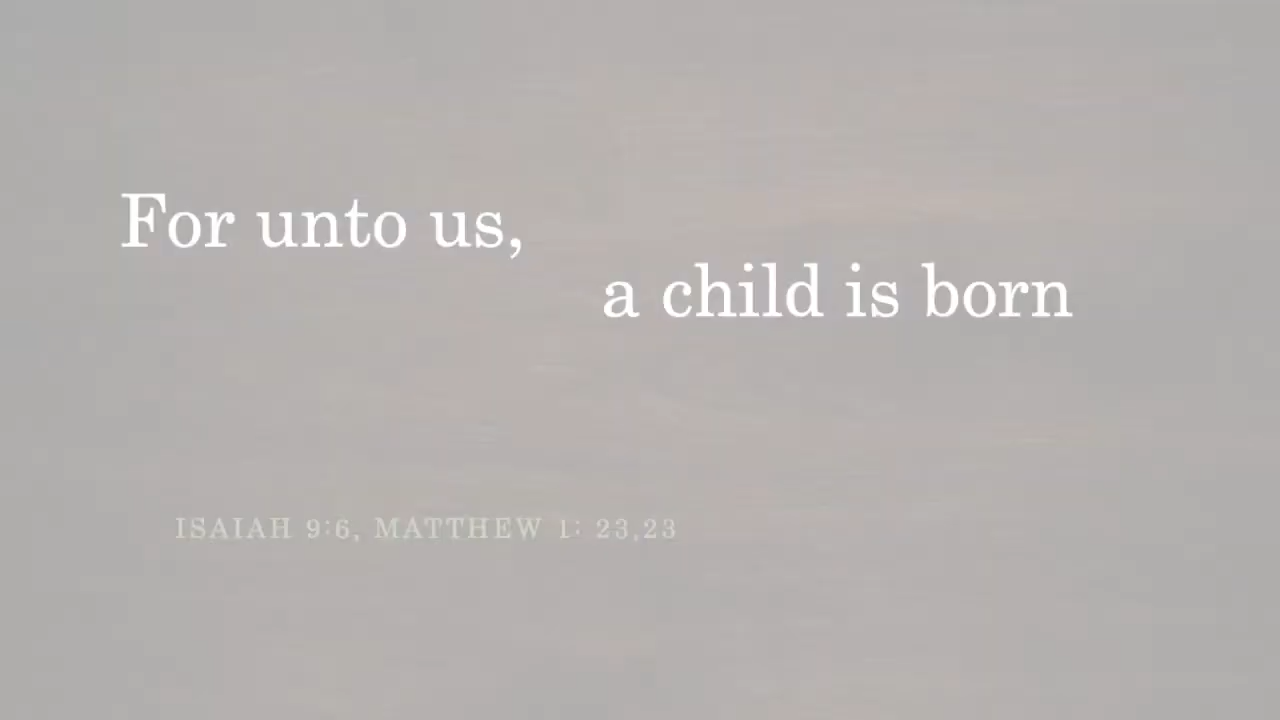 For unto us,
a child is born
ISAIAH 9:6, MATTHEW 1: 23,23